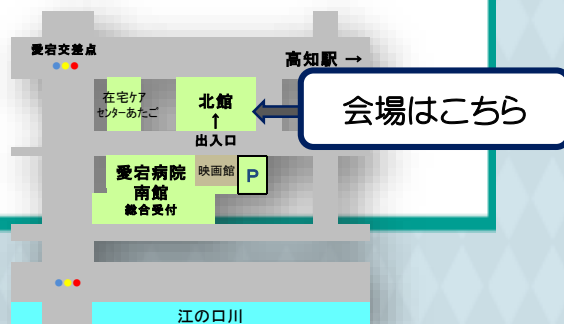 愛宕交差点
高知駅 →
在宅ケア
センターあたご
北館
↑
出入口
会場はこちら
愛宕病院
南館
総合受付
映画館
P
江の口川